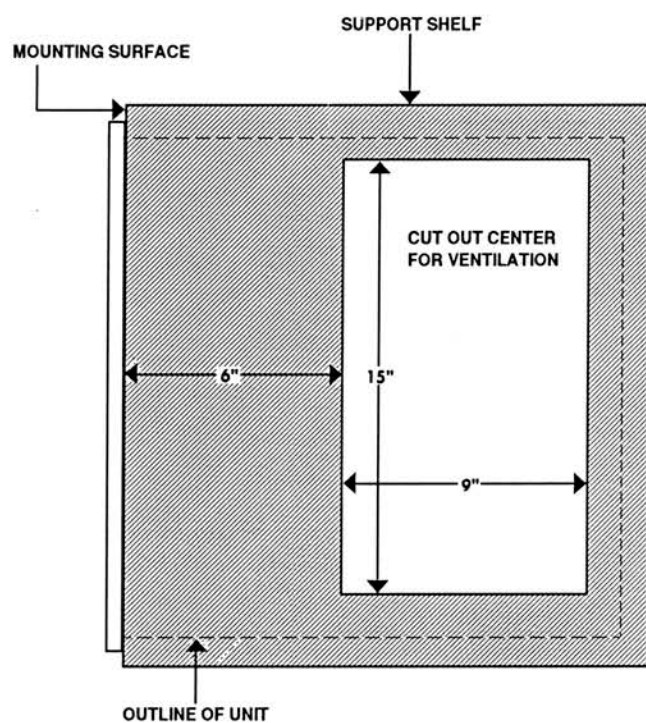 SUPPORT SHELF
MOUNTING SURFACE
CUT OUT CENTER
FOR VENTILATION
6"
15"
9"
OUTLINE OF UNIT